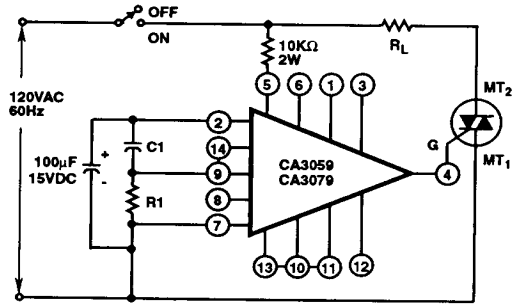 OFF
ON
10KΩ
2W
RL
120VAC
60Hz
5
6
1
3
MT2
2
C1
14
100μF
15VDC
+
-
9
R1
8
7
CA3059
CA3079
G
MT1
4
13
10
11
12